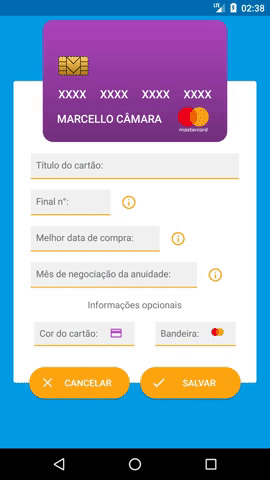 LTE 02:38
XXXX XXXX XXXX XXXX
MARCELLO CÂMARA
mastercard
Título do cartão:
Final n°:
Melhor data de compra:
Mês de negociação da anuidade:
Informações opcionais
Cor do cartão: Bandeira:
CANCELAR SALVAR